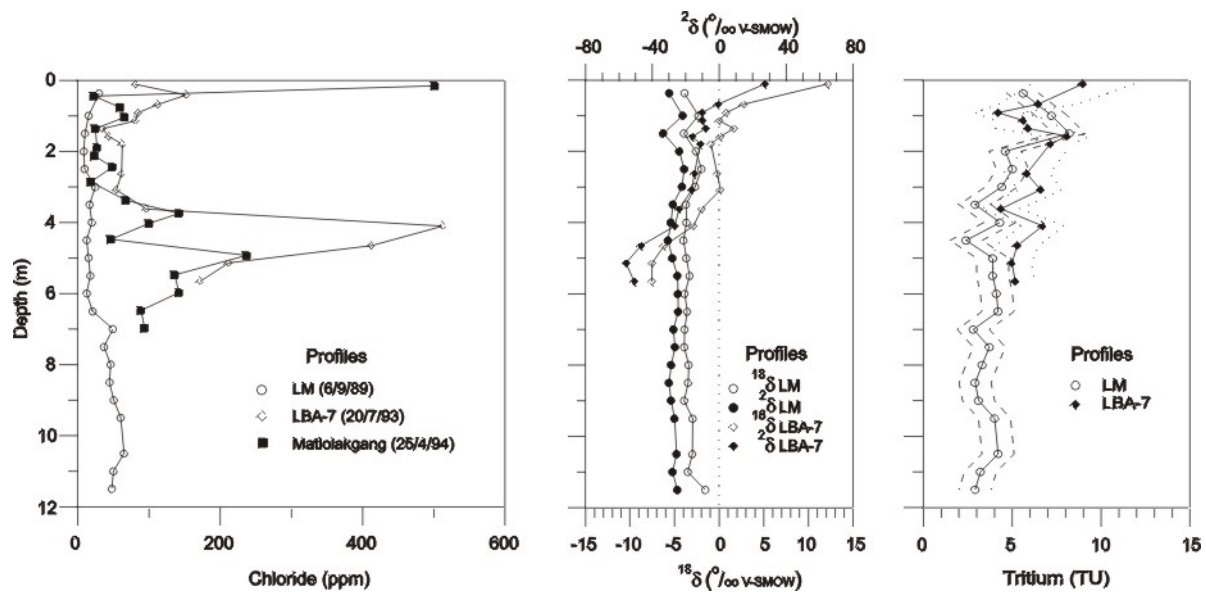 0
2
4
6
8
10
12
Depth (m)
0
200
400
600
Chloride (ppm)
Profiles
LM (6/9/89)
LBA-7 (20/7/93)
Matlolakgang (25/4/94)
²δ (°/∞ V-SMOW)
-80
-40
0
40
80
Profiles
¹⁸δ LM
²δ LM
¹⁸δ LBA-7
²δ LBA-7
-15
-10
-5
0
5
10
15
¹⁸δ (°/∞ V-SMOW)
Profiles
LM
LBA-7
0
5
10
15
Tritium (TU)